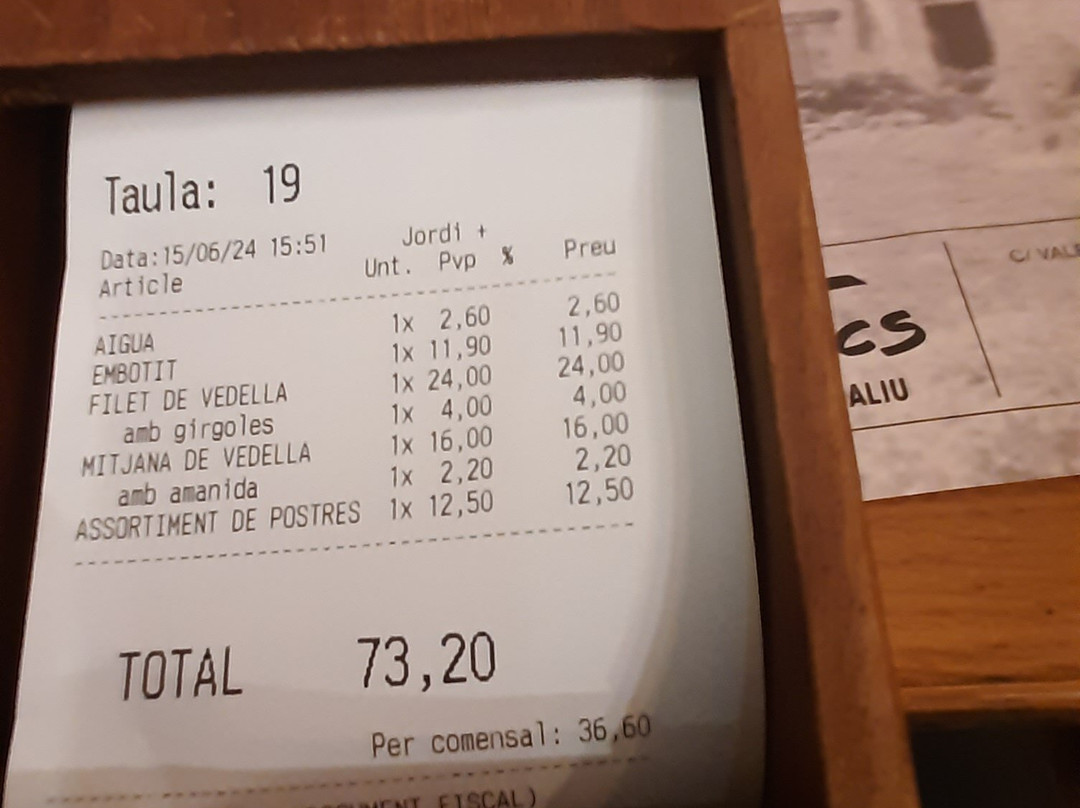 Taula: 19
Jordi +
Data:15/06/24 15:51
Article Unt. Pvp % Preu
AIGUA 1x 2,60 2,60
EMBOTIT 1x 11,90 11,90
FILET DE VEDELLA 1x 24,00 24,00
amb girgoles 1x 4,00 4,00
MITJANA DE VEDELLA 1x 16,00 16,00
amb amanida 1x 2,20 2,20
ASSORTIMENT DE POSTRES 1x 12,50 12,50
TOTAL 73,20
Per comensal: 36,60
FISCAL)
C/